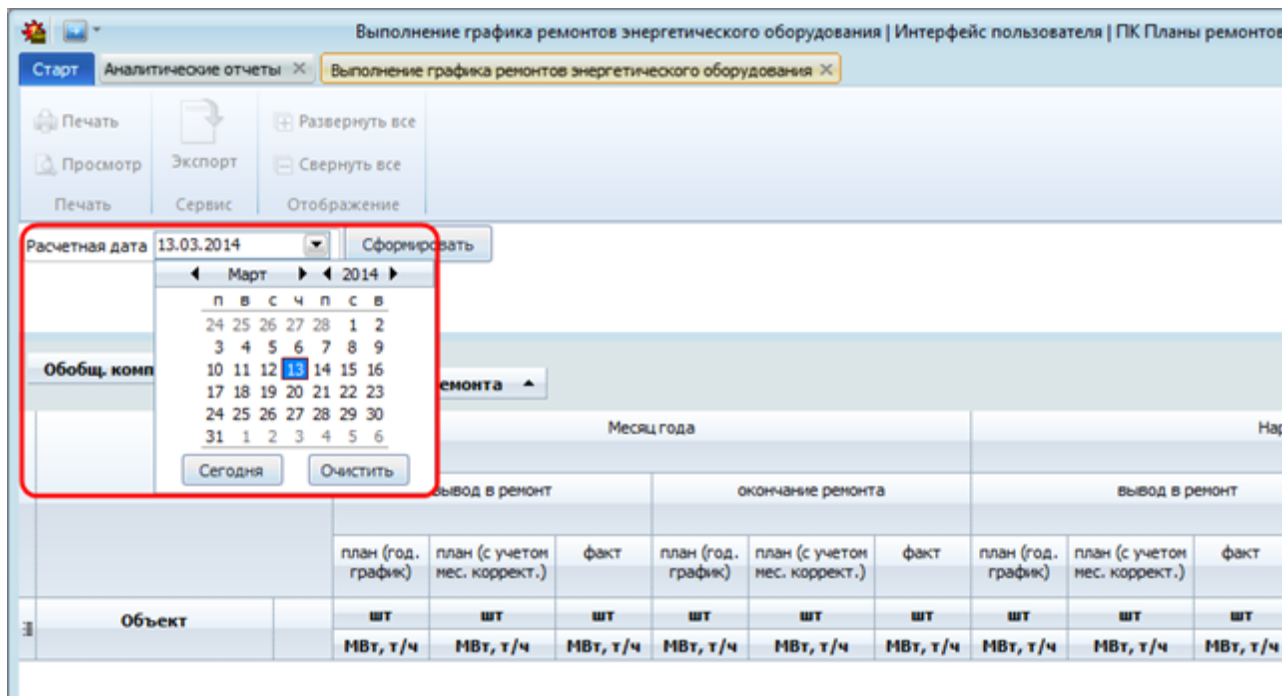 Выполнение графика ремонтов энергетического оборудования | Интерфейс пользователя | ПК Планы ремонтов
Старт Аналитические отчеты Выполнение графика ремонтов энергетического оборудования
Печать Развернуть все
Просмотр Экспорт Свернуть все
Печать Сервис Отображение
Расчетная дата 13.03.2014 Сформировать
Март 2014
п в с ч п с в
24 25 26 27 28 1 2
3 4 5 6 7 8 9
10 11 12 13 14 15 16
17 18 19 20 21 22 23
24 25 26 27 28 29 30
31 1 2 3 4 5 6
Сегодня Очистить
Обобщ. комп емонта
Месяц года Нар
вывод в ремонт окончание ремонта вывод в ремонт
план (год. план (с учетом факт план (год. план (с учетом факт план (год. план (с учетом факт
график) мес. коррект.) график) мес. коррект.) график) мес. коррект.)
Объект шт шт шт шт шт шт шт шт шт
МВт, т/ч МВт, т/ч МВт, т/ч МВт, т/ч МВт, т/ч МВт, т/ч МВт, т/ч МВт, т/ч МВт, т/ч